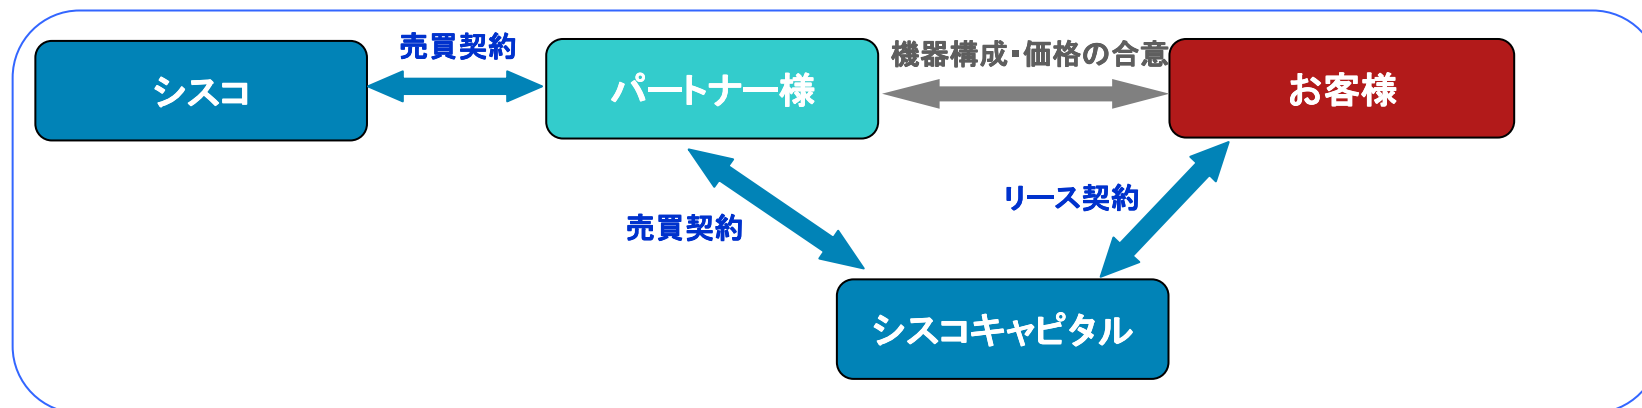 売買契約
機器構成・価格の合意
シスコ
パートナー様
お客様
リース契約
売買契約
シスコキャピタル